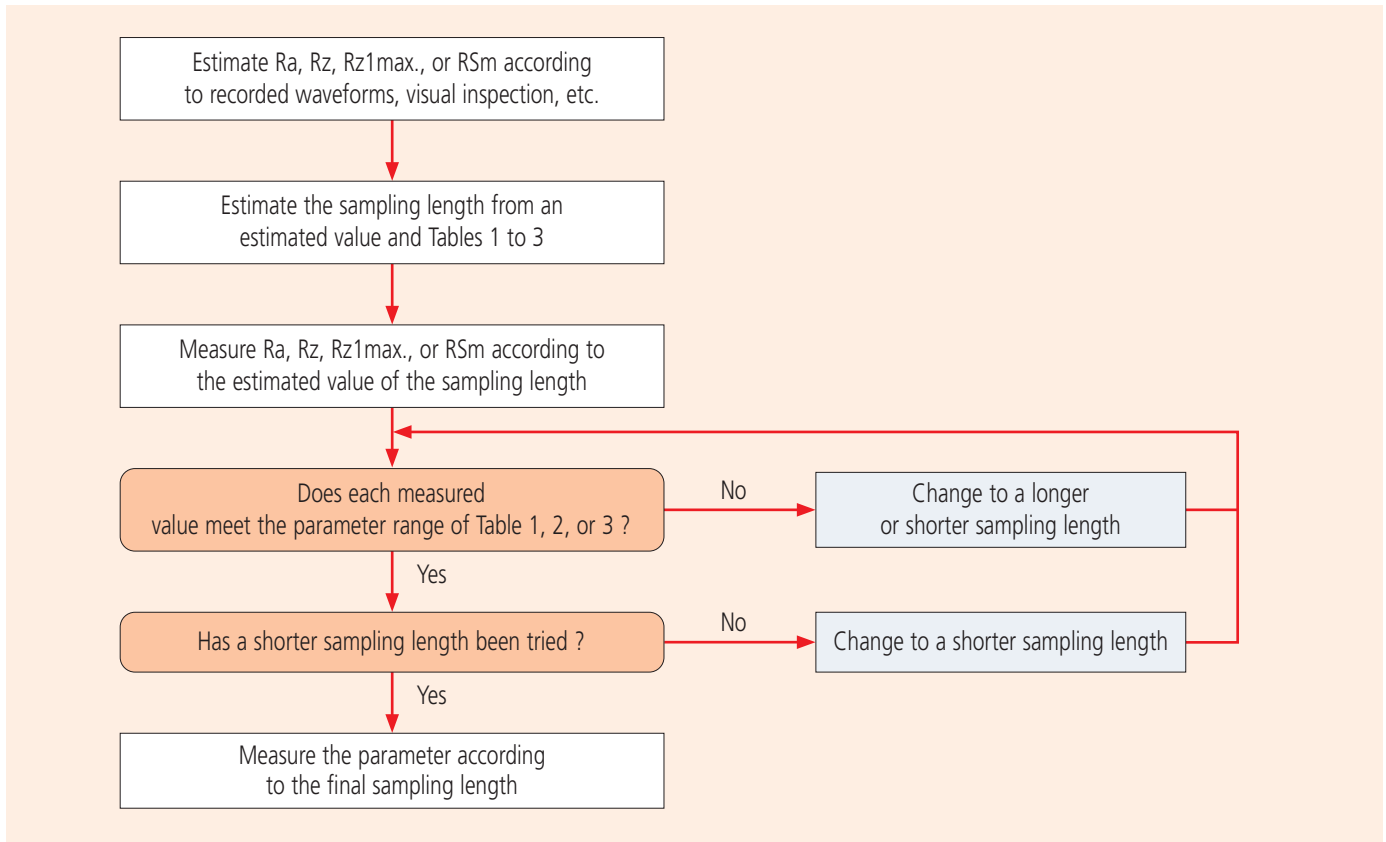 Estimate Ra, Rz, Rz1max., or RSm according
to recorded waveforms, visual inspection, etc.
Estimate the sampling length from an
estimated value and Tables 1 to 3
Measure Ra, Rz, Rz1max., or RSm according to
the estimated value of the sampling length
Does each measured
value meet the parameter range of Table 1, 2, or 3 ?
No
Change to a longer
or shorter sampling length
Yes
Has a shorter sampling length been tried ?
No
Change to a shorter sampling length
Yes
Measure the parameter according
to the final sampling length